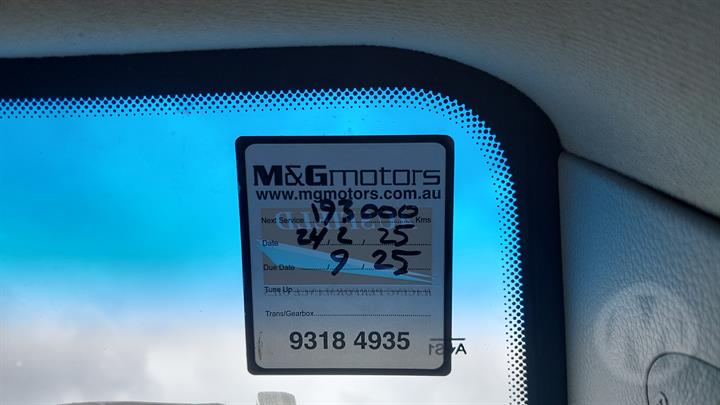 M&Gmotors
www.mgmotors.com.au
Next Service 193000 Kms
Date 24/2/25
Due Date /9/25
Tune Up
Trans/Gearbox
9318 4935